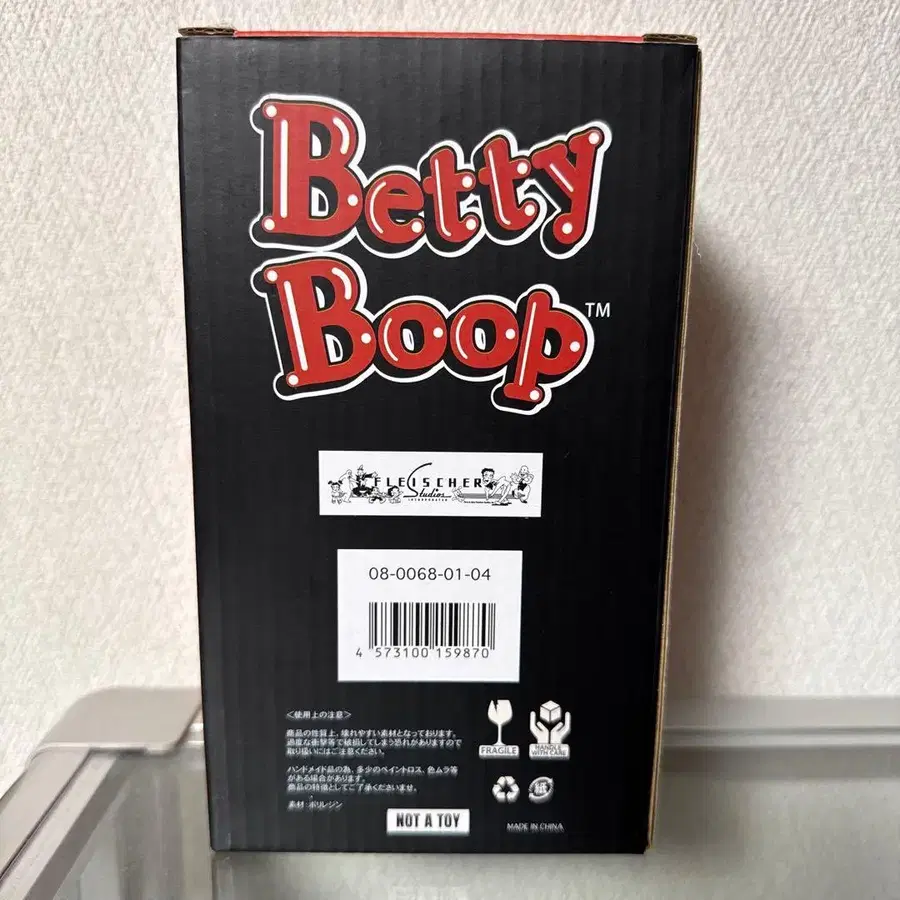 Betty
Boop™
FLEISCHER
Studios
INCORPORATED
08-0068-01-04
4 573100 159870
＜使用上の注意＞
商品の性質上、壊れやすい素材となっております。
過度な衝撃等で破損してしまう恐れがありますので
取り扱いにはご注意ください。
ハンドメイド品の為、多少のペイントロス、色ムラ等
がある場合があります。
商品の特徴としてご了承くださいませ。
素材：ポリレジン
FRAGILE
HANDLE
WITH CARE
紙
NOT A TOY
MADE IN CHINA